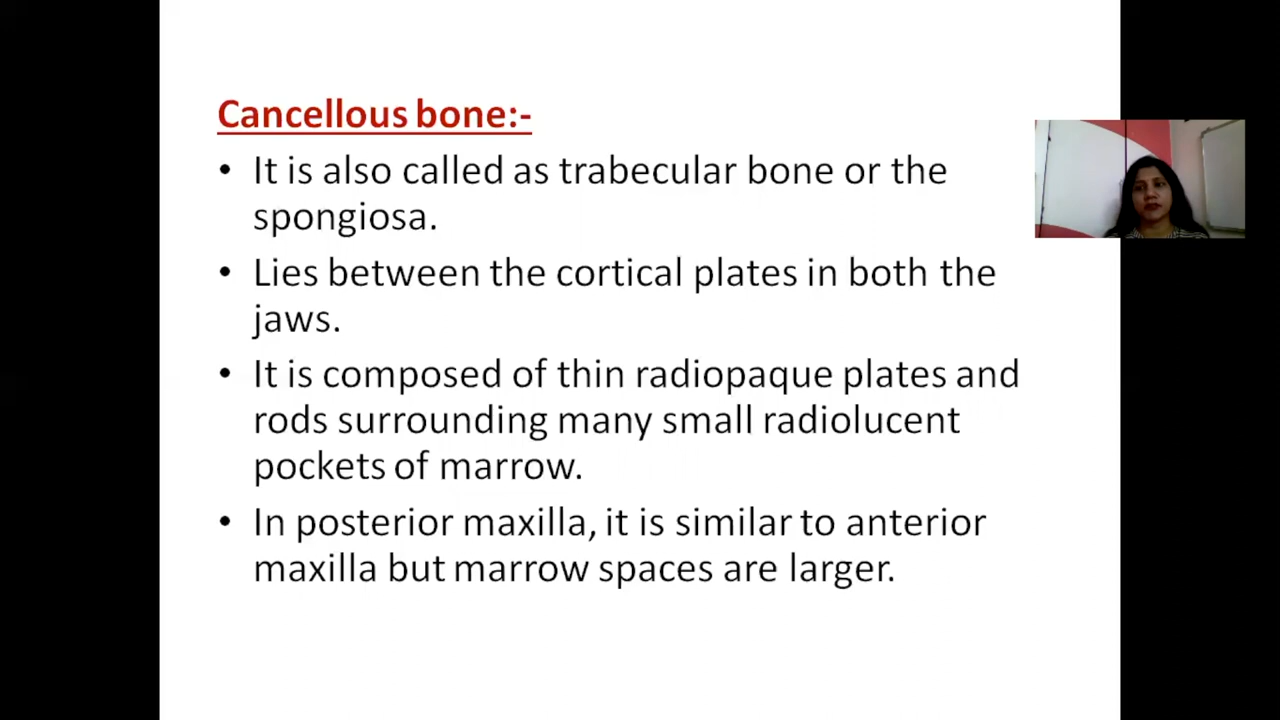 Cancellous bone:-
• It is also called as trabecular bone or the
spongiosa.
• Lies between the cortical plates in both the
jaws.
• It is composed of thin radiopaque plates and
rods surrounding many small radiolucent
pockets of marrow.
• In posterior maxilla, it is similar to anterior
maxilla but marrow spaces are larger.